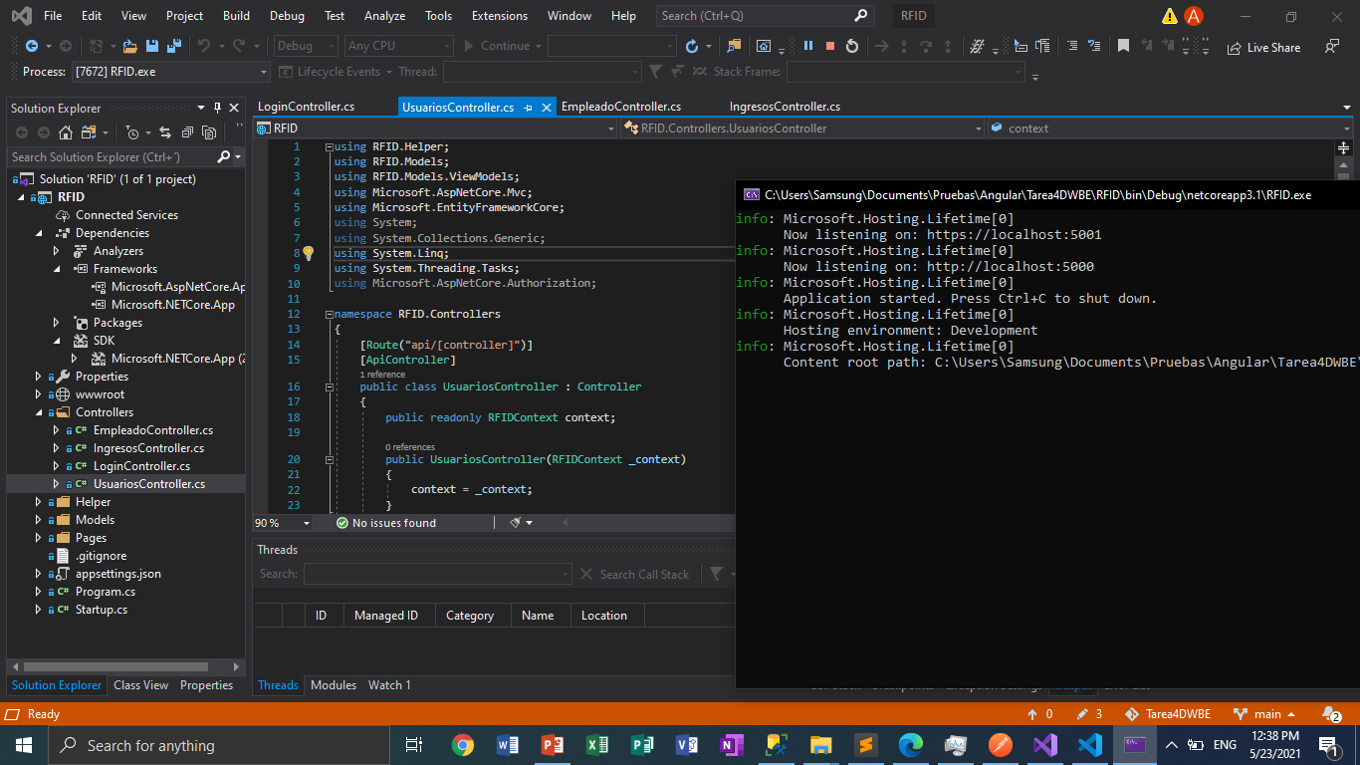 File Edit View Project Build Debug Test Analyze Tools Extensions Window Help Search (Ctrl+Q) RFID A
Debug Any CPU Continue Live Share
Process: [7672] RFID.exe Lifecycle Events Thread: Stack Frame:
Solution Explorer
Search Solution Explorer (Ctrl+´)
Solution 'RFID' (1 of 1 project)
RFID
Connected Services
Dependencies
Analyzers
Frameworks
Microsoft.AspNetCore.Ap
Microsoft.NETCore.App
Packages
SDK
Microsoft.NETCore.App (2
Properties
wwwroot
Controllers
C# EmpleadoController.cs
C# IngresosController.cs
C# LoginController.cs
C# UsuariosController.cs
Helper
Models
Pages
.gitignore
appsettings.json
C# Program.cs
C# Startup.cs
Solution Explorer Class View Properties
LoginController.cs UsuariosController.cs EmpleadoController.cs IngresosController.cs
RFID RFID.Controllers.UsuariosController context
1 using RFID.Helper;
2 using RFID.Models;
3 using RFID.Models.ViewModels;
4 using Microsoft.AspNetCore.Mvc;
5 using Microsoft.EntityFrameworkCore;
6 using System;
7 using System.Collections.Generic;
8 using System.Linq;
9 using System.Threading.Tasks;
10 using Microsoft.AspNetCore.Authorization;
11
12 namespace RFID.Controllers
13 {
14 [Route("api/[controller]")]
15 [ApiController]
1 reference
16 public class UsuariosController : Controller
17 {
18 public readonly RFIDContext context;
19
0 references
20 public UsuariosController(RFIDContext _context)
21 {
22 context = _context;
23 }
90 % No issues found
Threads
Search: Search Call Stack
ID Managed ID Category Name Location
Threads Modules Watch 1
C:\Users\Samsung\Documents\Pruebas\Angular\Tarea4DWBE\RFID\bin\Debug\netcoreapp3.1\RFID.exe
info: Microsoft.Hosting.Lifetime[0]
Now listening on: https://localhost:5001
info: Microsoft.Hosting.Lifetime[0]
Now listening on: http://localhost:5000
info: Microsoft.Hosting.Lifetime[0]
Application started. Press Ctrl+C to shut down.
info: Microsoft.Hosting.Lifetime[0]
Hosting environment: Development
info: Microsoft.Hosting.Lifetime[0]
Content root path: C:\Users\Samsung\Documents\Pruebas\Angular\Tarea4DWBE\
Ready 0 3 Tarea4DWBE main 2
Search for anything ENG 12:38 PM
5/23/2021 1